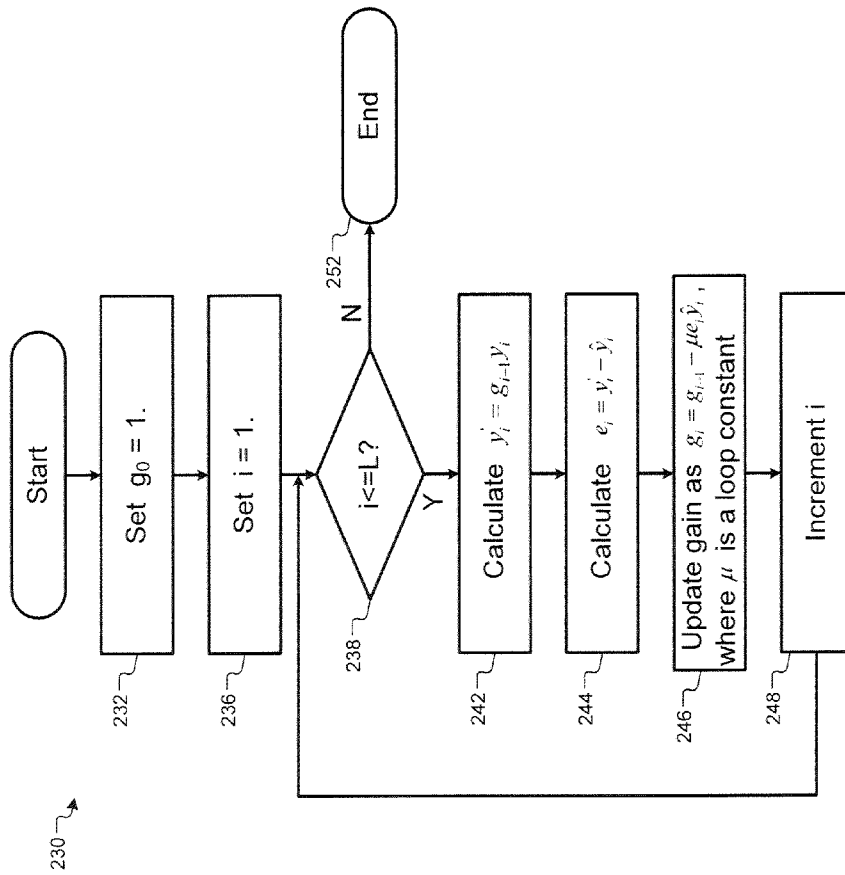 230
Start
232
Set g₀ = 1.
236
Set i = 1.
238
i<=L?
N
252
End
Y
242
Calculate y'ᵢ = gᵢ₋₁yᵢ
244
Calculate eᵢ = y'ᵢ − ŷᵢ
246
Update gain as gᵢ = gᵢ₋₁ − μeᵢŷᵢ ,
where μ is a loop constant
248
Increment i